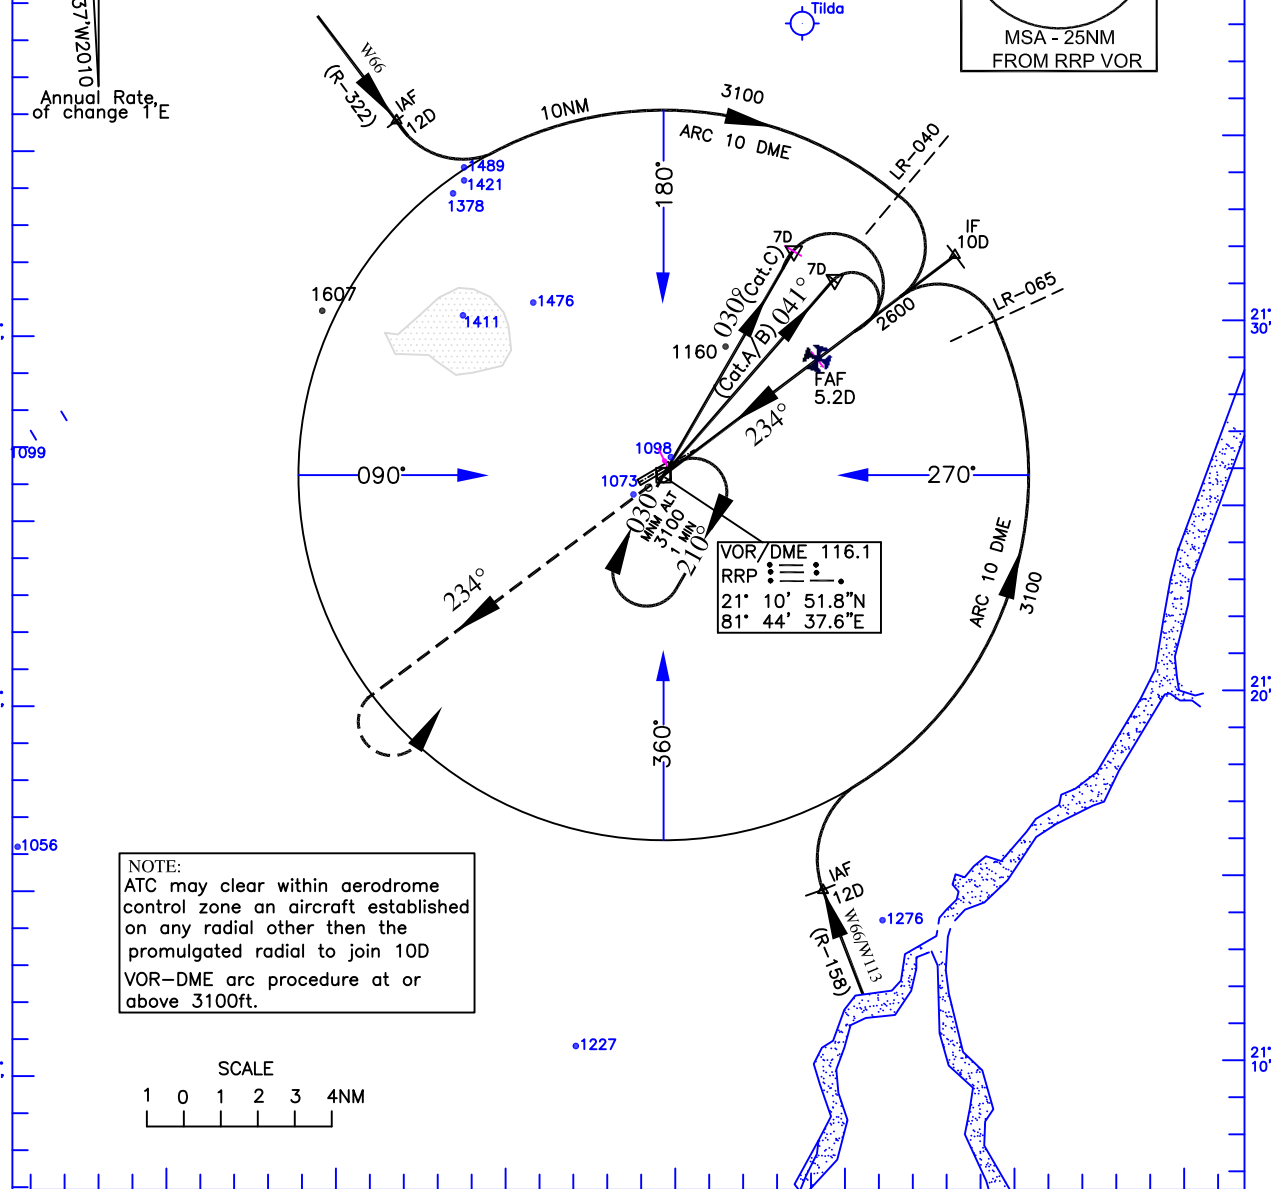 37'W2010
Annual Rate,
of change 1'E
Tilda
MSA - 25NM
FROM RRP VOR
W66
(R-322)
IAF
12D
10NM
3100
ARC 10 DME
LR-040
1489
1421
1378
180°
IF
10D
7D
7D
LR-065
1607
1476
1411
030°(Cat.C)
(Cat.A/B) 041°
2600
1160
FAF
5.2D
234°
21°
30'
1099
1098
1073
090°
270°
030°
MNM ALT
3100
1 MIN
210°
VOR/DME 116.1
RRP
21° 10' 51.8"N
81° 44' 37.6"E
234°
ARC 10 DME
3100
360°
21°
20'
1056
NOTE:
ATC may clear within aerodrome
control zone an aircraft established
on any radial other then the
promulgated radial to join 10D
VOR-DME arc procedure at or
above 3100ft.
IAF
12D
W66/W113
(R-158)
1276
1227
21°
10'
SCALE
1 0 1 2 3 4NM